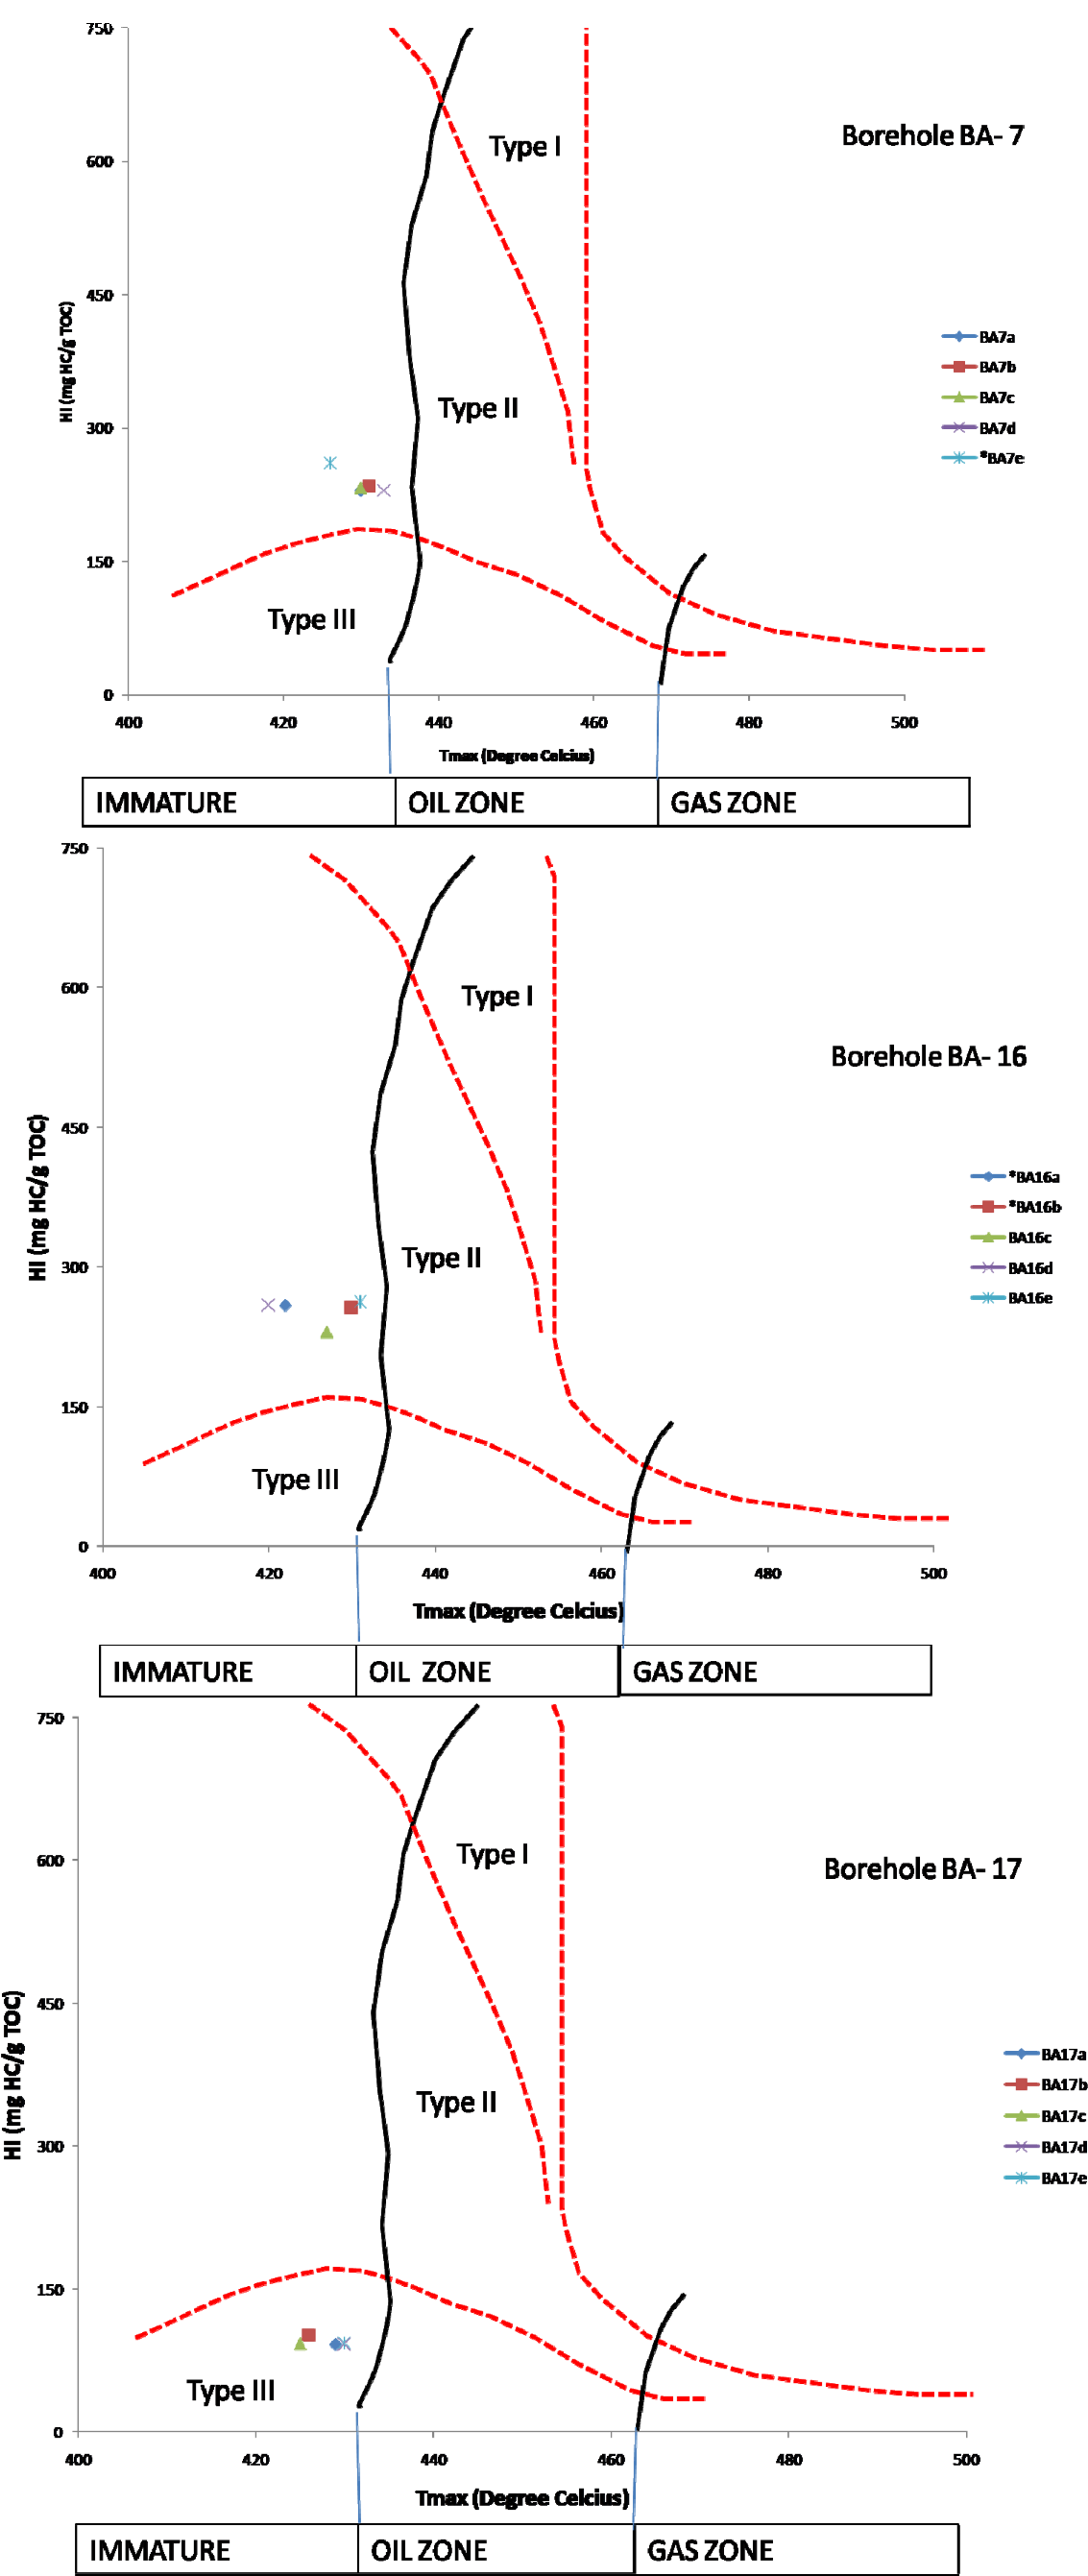 750
Borehole BA- 7
Type I
600
450
HI (mg HC/g TOC)
BA7a
BA7b
BA7c
BA7d
*BA7e
Type II
300
150
Type III
0
400 420 440 460 480 500
Tmax (Degree Celcius)
IMMATURE OIL ZONE GAS ZONE
750
600
Type I
Borehole BA- 16
450
HI (mg HC/g TOC)
*BA16a
*BA16b
BA16c
BA16d
BA16e
Type II
300
150
Type III
0
400 420 440 460 480 500
Tmax (Degree Celcius)
IMMATURE OIL ZONE GAS ZONE
750
600
Type I
Borehole BA- 17
450
HI (mg HC/g TOC)
BA17a
BA17b
BA17c
BA17d
BA17e
Type II
300
150
Type III
0
400 420 440 460 480 500
Tmax (Degree Celcius)
IMMATURE OIL ZONE GAS ZONE